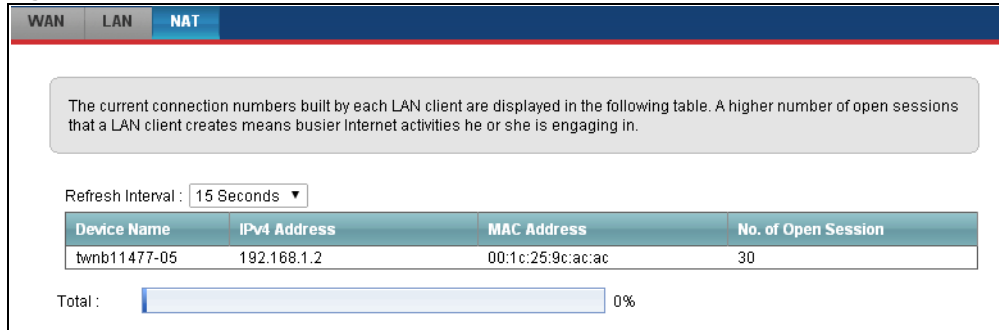 WAN LAN NAT
The current connection numbers built by each LAN client are displayed in the following table. A higher number of open sessions
that a LAN client creates means busier Internet activities he or she is engaging in.
Refresh Interval : 15 Seconds ▼
Device Name IPv4 Address MAC Address No. of Open Session
twnb11477-05 192.168.1.2 00:1c:25:9c:ac:ac 30
Total : 0%